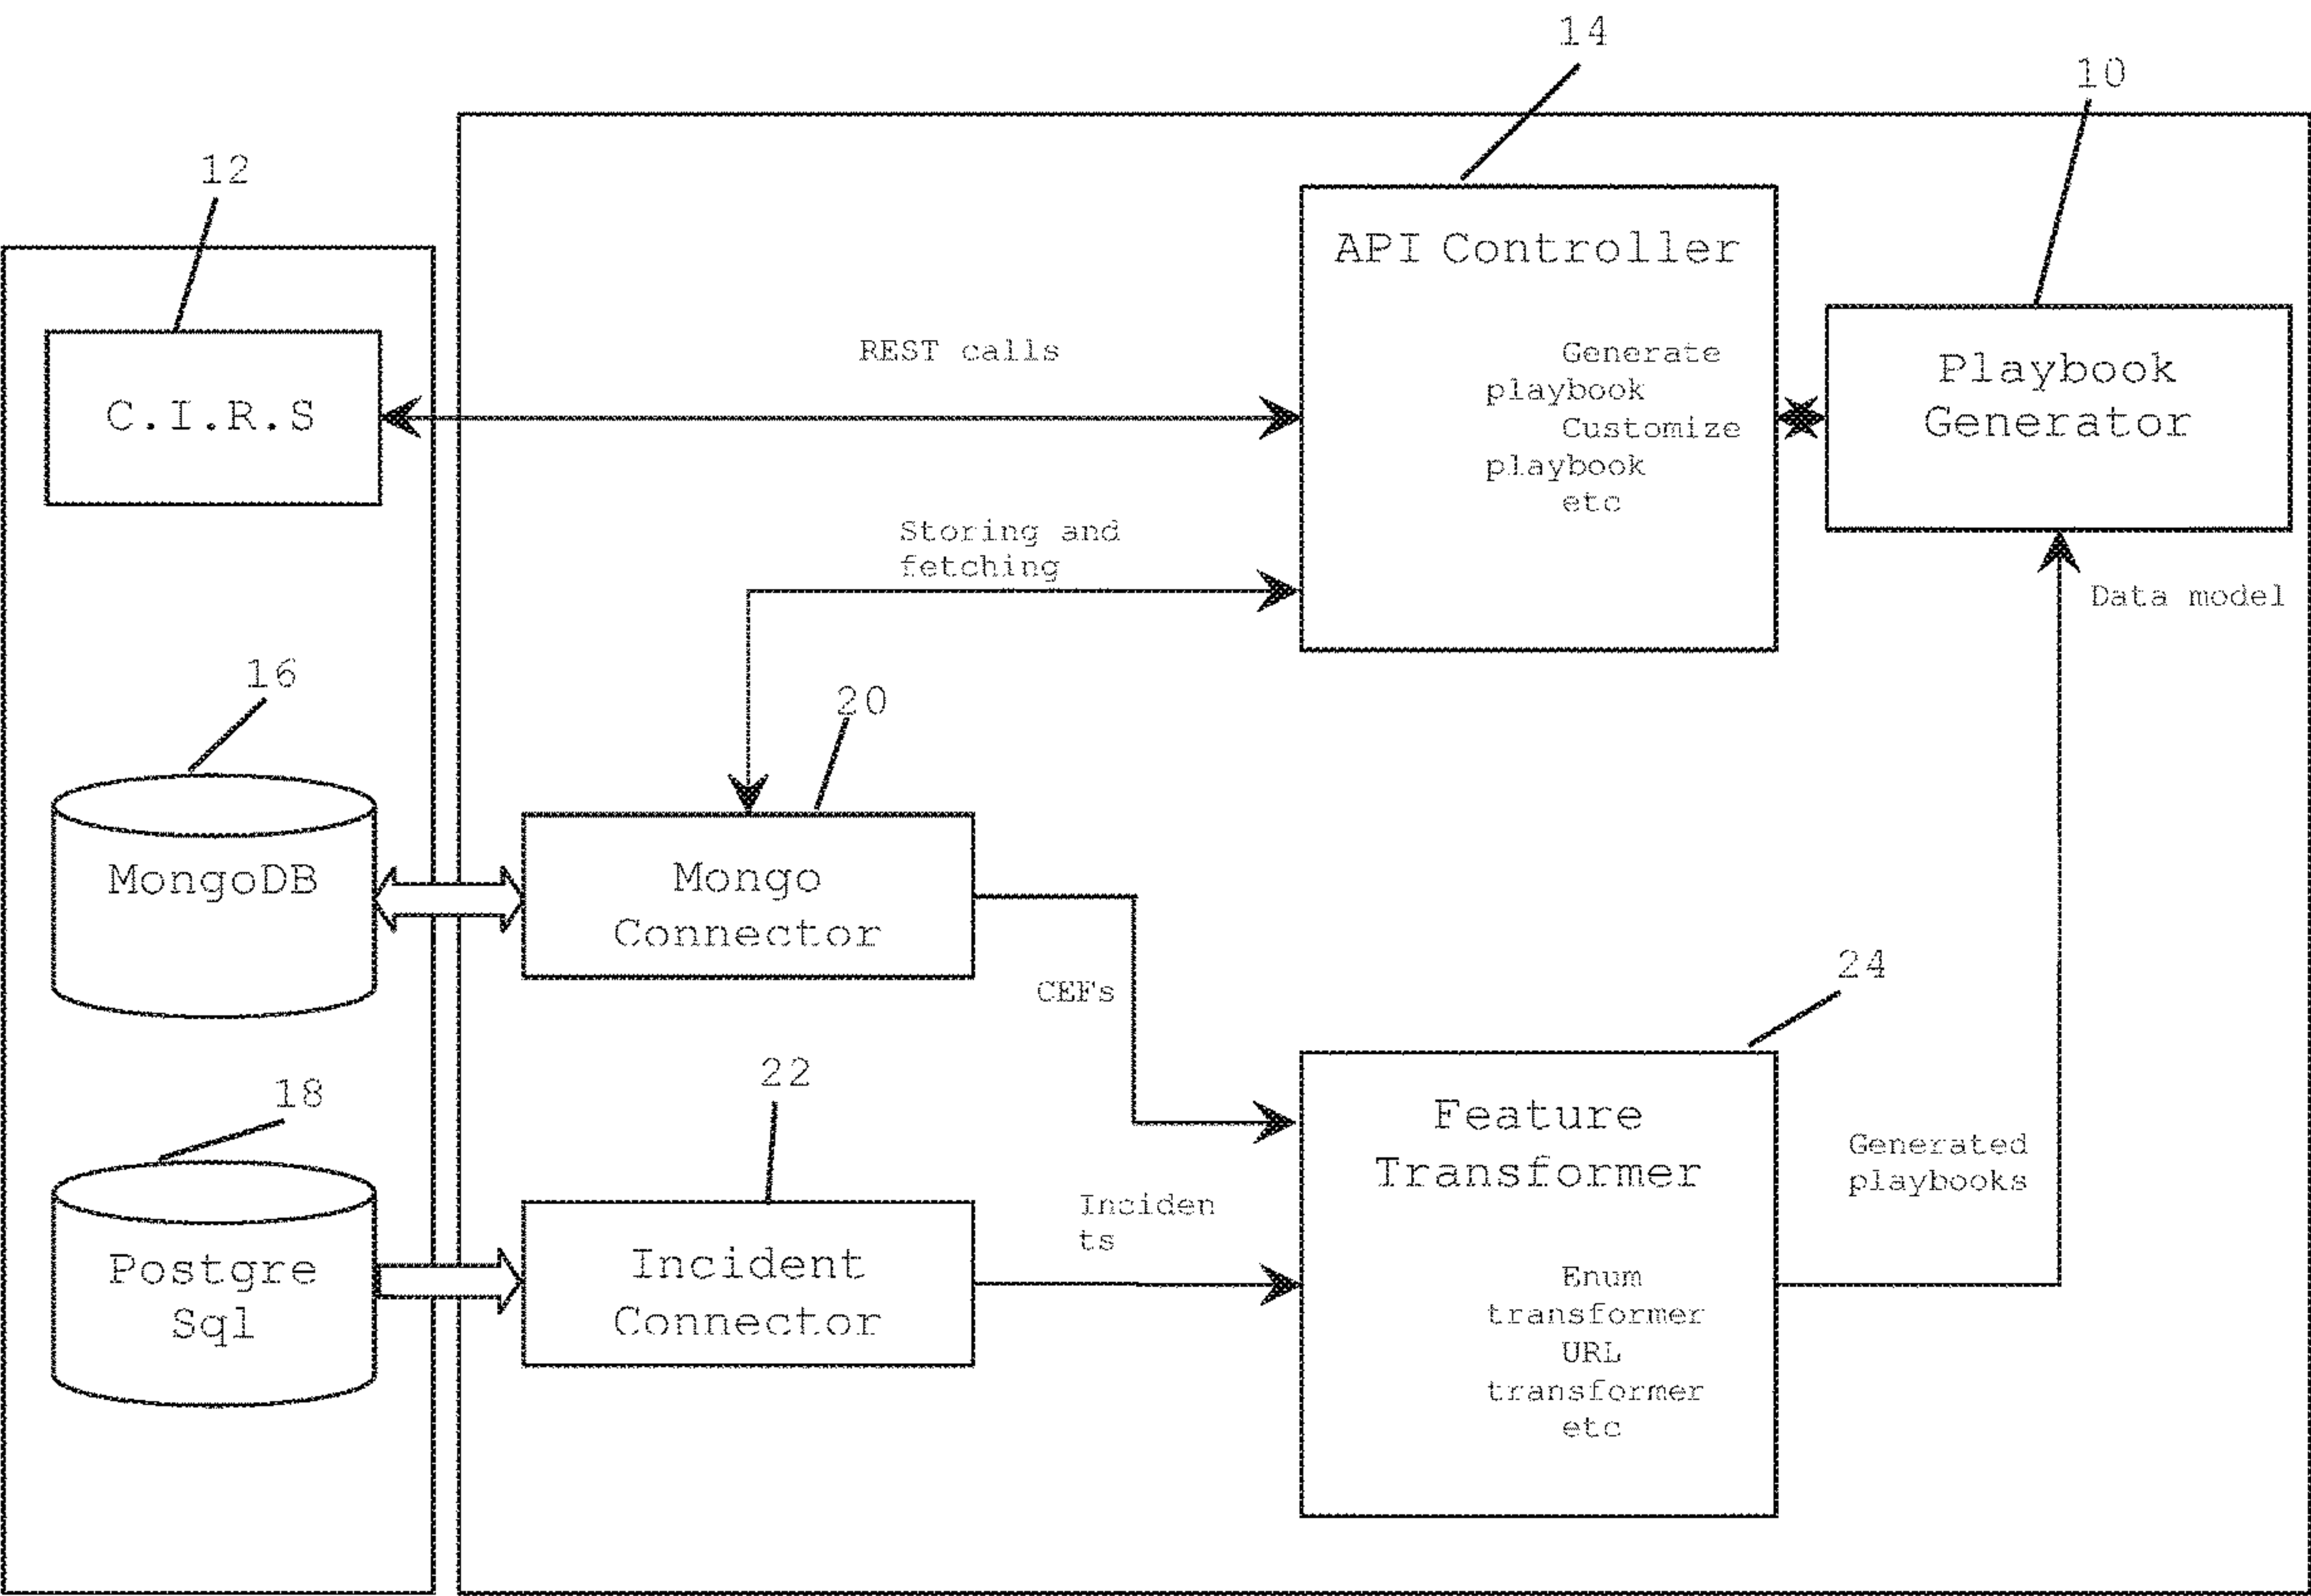 14
10
12
API Controller
Generate
playbook
Customize
playbook
etc
Playbook
Generator
C.I.R.S
REST calls
Storing and
fetching
Data model
16
20
MongoDB
Mongo
Connector
CEFs
24
18
22
Postgre
Sql
Incident
Connector
Inciden
ts
Feature
Transformer
Enum
transformer
URL
transformer
etc
Generated
playbooks